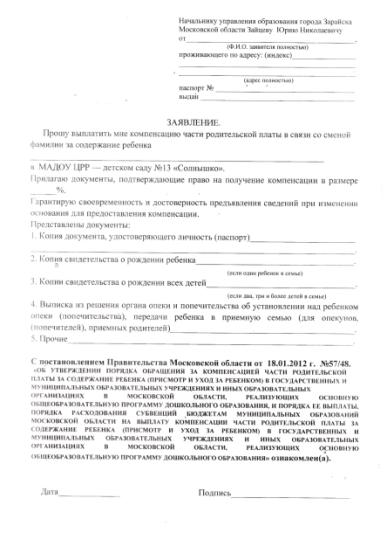 Начальнику управления образования города Зарайска
Московской области Зайцеву Юрию Николаевичу
от
(Ф.И.О. заявителя полностью)
проживающего по адресу: (индекс)
(адрес полностью)
паспорт №
выдан
ЗАЯВЛЕНИЕ.
Прошу выплатить мне компенсацию части родительской платы в связи со сменой
фамилии за содержание ребенка
в МАДОУ ЦРР — детском саду №13 «Солнышко».
Прилагаю документы, подтверждающие право на получение компенсации в размере
%.
Гарантирую своевременность и достоверность предъявления сведений при изменении
основания для предоставления компенсации.
Представлены документы:
1. Копия документа, удостоверяющего личность (паспорт)
2. Копия свидетельства о рождении ребенка
(если один ребенок в семье)
3. Копии свидетельства о рождении всех детей
(если два, три и более детей в семье)
4. Выписка из решения органа опеки и попечительства об установлении над ребенком
опеки (попечительства), передачи ребенка в приемную семью (для опекунов,
(попечителей), приемных родителей)
5. Прочие
С постановлением Правительства Московской области от 18.01.2012 г. №57/48.
«ОБ УТВЕРЖДЕНИИ ПОРЯДКА ОБРАЩЕНИЯ ЗА КОМПЕНСАЦИЕЙ ЧАСТИ РОДИТЕЛЬСКОЙ
ПЛАТЫ ЗА СОДЕРЖАНИЕ РЕБЕНКА (ПРИСМОТР И УХОД ЗА РЕБЕНКОМ) В ГОСУДАРСТВЕННЫХ И
МУНИЦИПАЛЬНЫХ ОБРАЗОВАТЕЛЬНЫХ УЧРЕЖДЕНИЯХ И ИНЫХ ОБРАЗОВАТЕЛЬНЫХ
ОРГАНИЗАЦИЯХ В МОСКОВСКОЙ ОБЛАСТИ, РЕАЛИЗУЮЩИХ ОСНОВНУЮ
ОБЩЕОБРАЗОВАТЕЛЬНУЮ ПРОГРАММУ ДОШКОЛЬНОГО ОБРАЗОВАНИЯ, И ПОРЯДКА ЕЕ ВЫПЛАТЫ,
ПОРЯДКА РАСХОДОВАНИЯ СУБВЕНЦИЙ БЮДЖЕТАМ МУНИЦИПАЛЬНЫХ ОБРАЗОВАНИЙ
МОСКОВСКОЙ ОБЛАСТИ НА ВЫПЛАТУ КОМПЕНСАЦИИ ЧАСТИ РОДИТЕЛЬСКОЙ ПЛАТЫ ЗА
СОДЕРЖАНИЕ РЕБЕНКА (ПРИСМОТР И УХОД ЗА РЕБЕНКОМ) В ГОСУДАРСТВЕННЫХ И
МУНИЦИПАЛЬНЫХ ОБРАЗОВАТЕЛЬНЫХ УЧРЕЖДЕНИЯХ И ИНЫХ ОБРАЗОВАТЕЛЬНЫХ
ОРГАНИЗАЦИЯХ В МОСКОВСКОЙ ОБЛАСТИ, РЕАЛИЗУЮЩИХ ОСНОВНУЮ
ОБЩЕОБРАЗОВАТЕЛЬНУЮ ПРОГРАММУ ДОШКОЛЬНОГО ОБРАЗОВАНИЯ» ознакомлен(а).
Дата Подпись